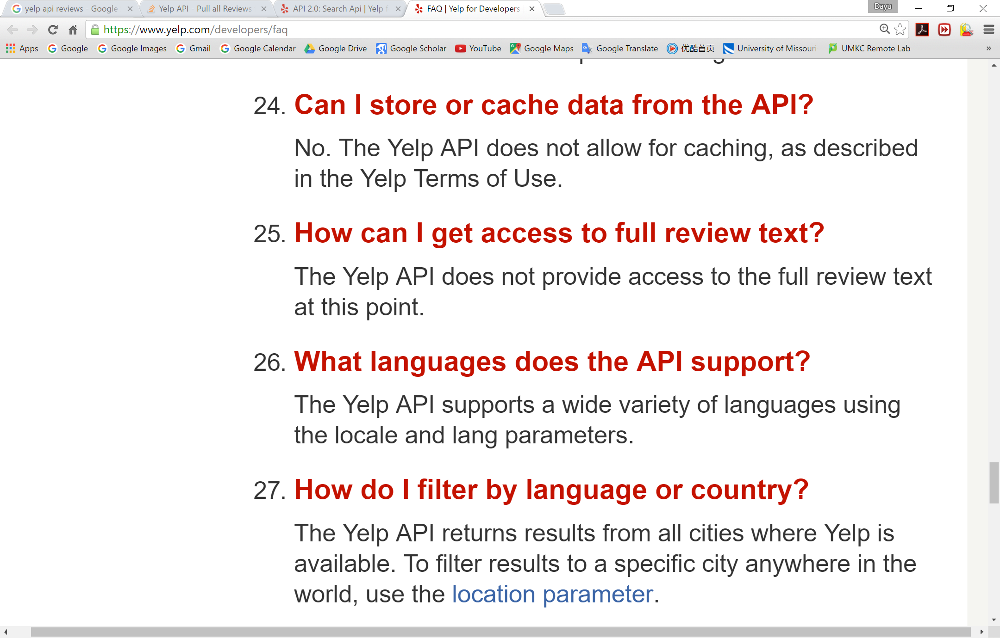 yelp api reviews - Google
Yelp API - Pull all Reviews
API 2.0: Search Api | Yelp f
FAQ | Yelp for Developers
Dayu
https://www.yelp.com/developers/faq
Apps
Google
Google Images
Gmail
Google Calendar
Google Drive
Google Scholar
YouTube
Google Maps
Google Translate
优酷首页
University of Missouri
UMKC Remote Lab
»
24. Can I store or cache data from the API?
No. The Yelp API does not allow for caching, as described
in the Yelp Terms of Use.
25. How can I get access to full review text?
The Yelp API does not provide access to the full review text
at this point.
26. What languages does the API support?
The Yelp API supports a wide variety of languages using
the locale and lang parameters.
27. How do I filter by language or country?
The Yelp API returns results from all cities where Yelp is
available. To filter results to a specific city anywhere in the
world, use the location parameter.